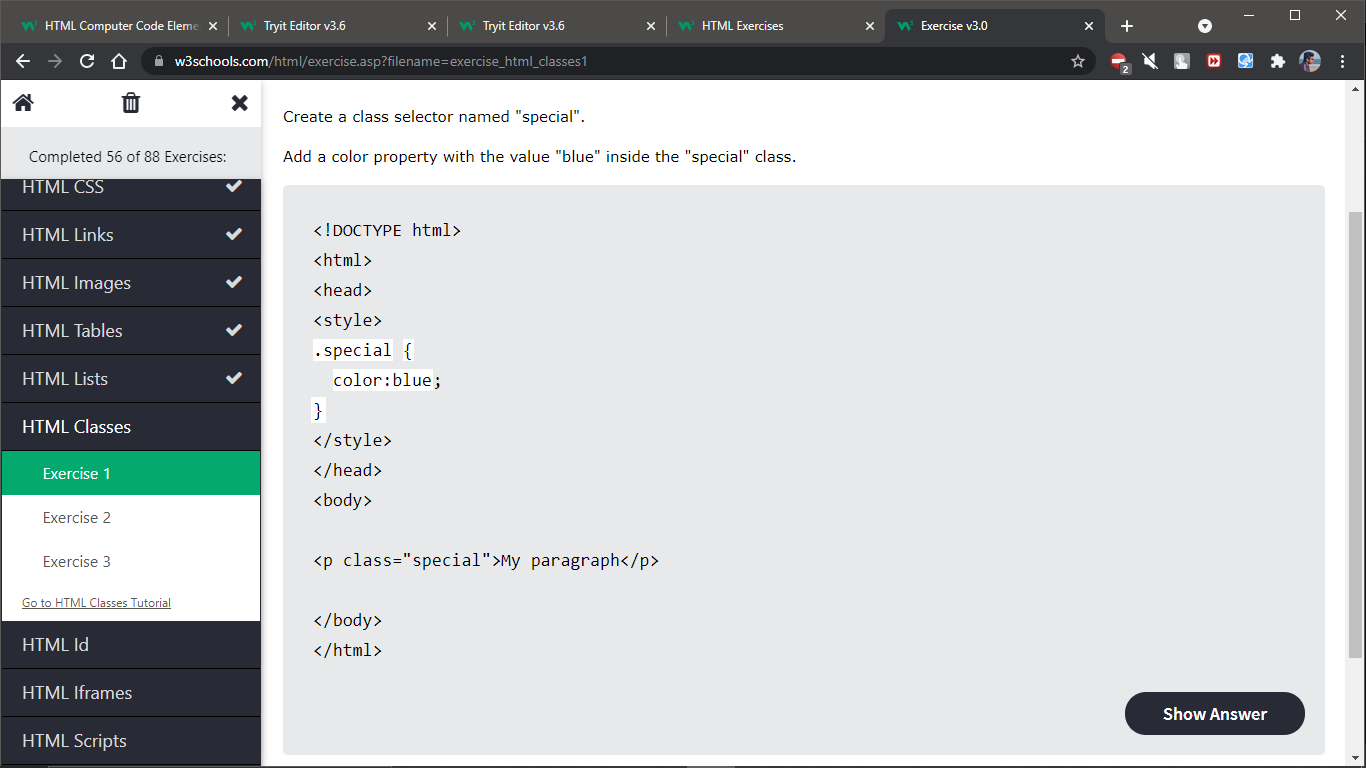 HTML Computer Code Eleme
Tryit Editor v3.6
Tryit Editor v3.6
HTML Exercises
Exercise v3.0
w3schools.com/html/exercise.asp?filename=exercise_html_classes1
2
Completed 56 of 88 Exercises:
HTML CSS
HTML Links
HTML Images
HTML Tables
HTML Lists
HTML Classes
Exercise 1
Exercise 2
Exercise 3
Go to HTML Classes Tutorial
HTML Id
HTML Iframes
HTML Scripts
Create a class selector named "special".
Add a color property with the value "blue" inside the "special" class.
<!DOCTYPE html>
<html>
<head>
<style>
.special {
color:blue;
}
</style>
</head>
<body>
<p class="special">My paragraph</p>
</body>
</html>
Show Answer